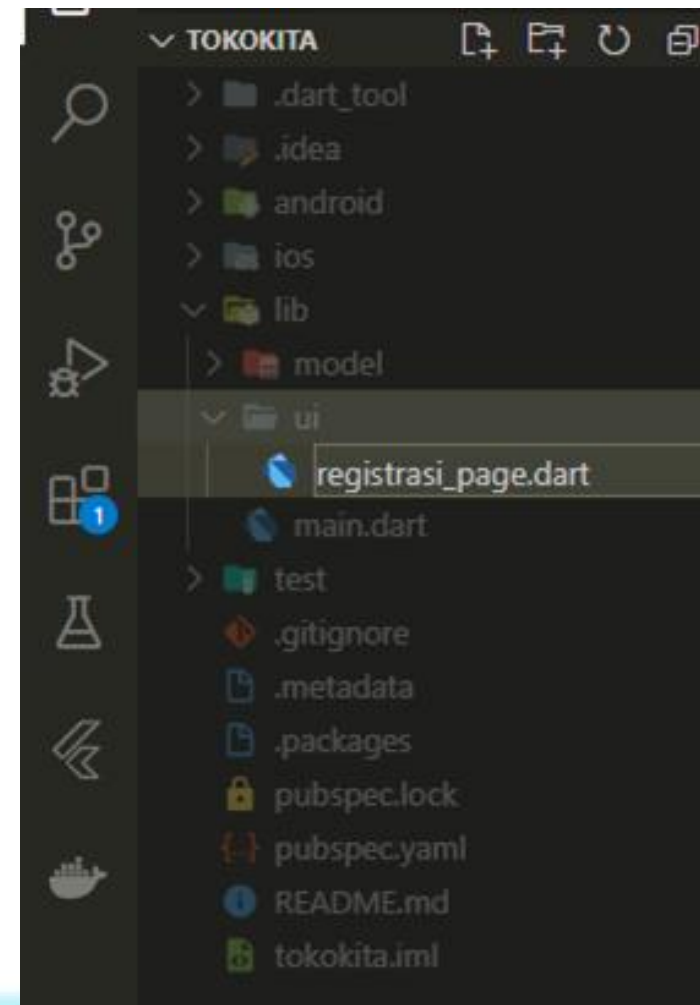 TOKOKITA
.dart_tool
.idea
android
ios
lib
model
ui
registrasi_page.dart
main.dart
1
test
.gitignore
.metadata
.packages
pubspec.lock
pubspec.yaml
README.md
tokokita.iml